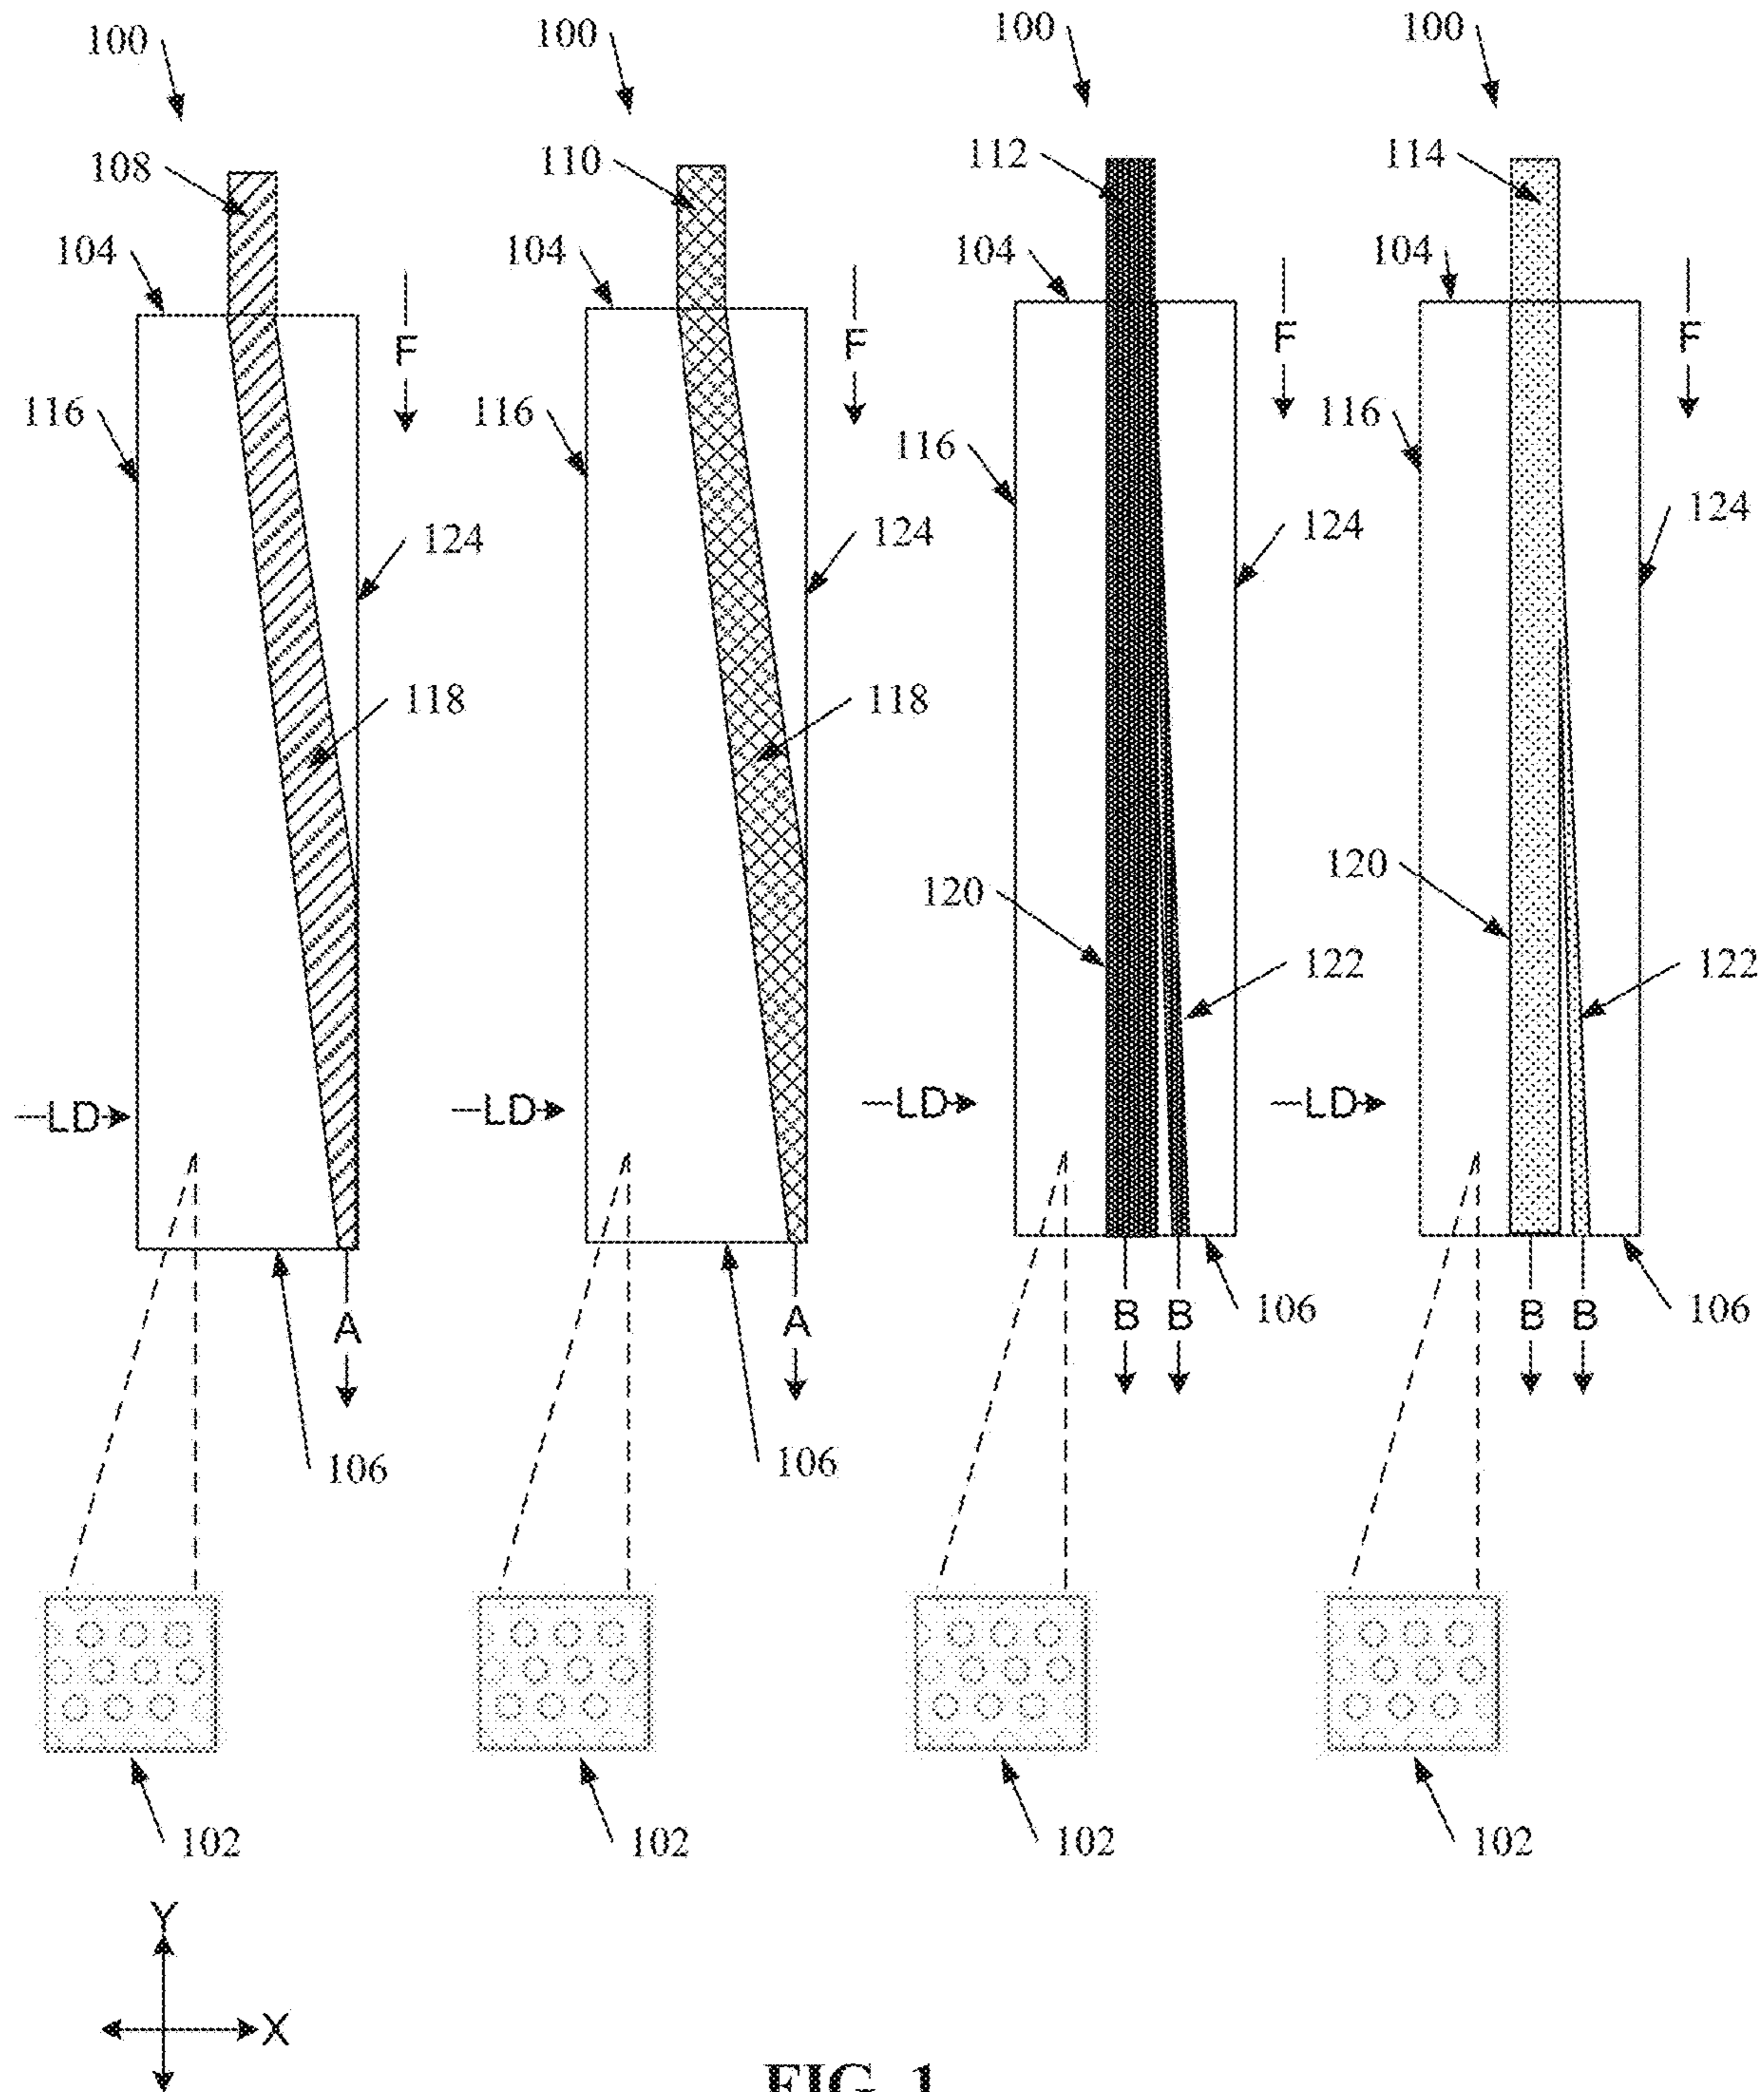 100 100 100 100
108 110 112 114
104 104 104 104
F F F F
116 116 116 116
124 124 124 124
118 118
120 120
122 122
LD LD LD LD
A A B B B B
106 106 106 106
102 102 102 102
Y
X
FIG. 1